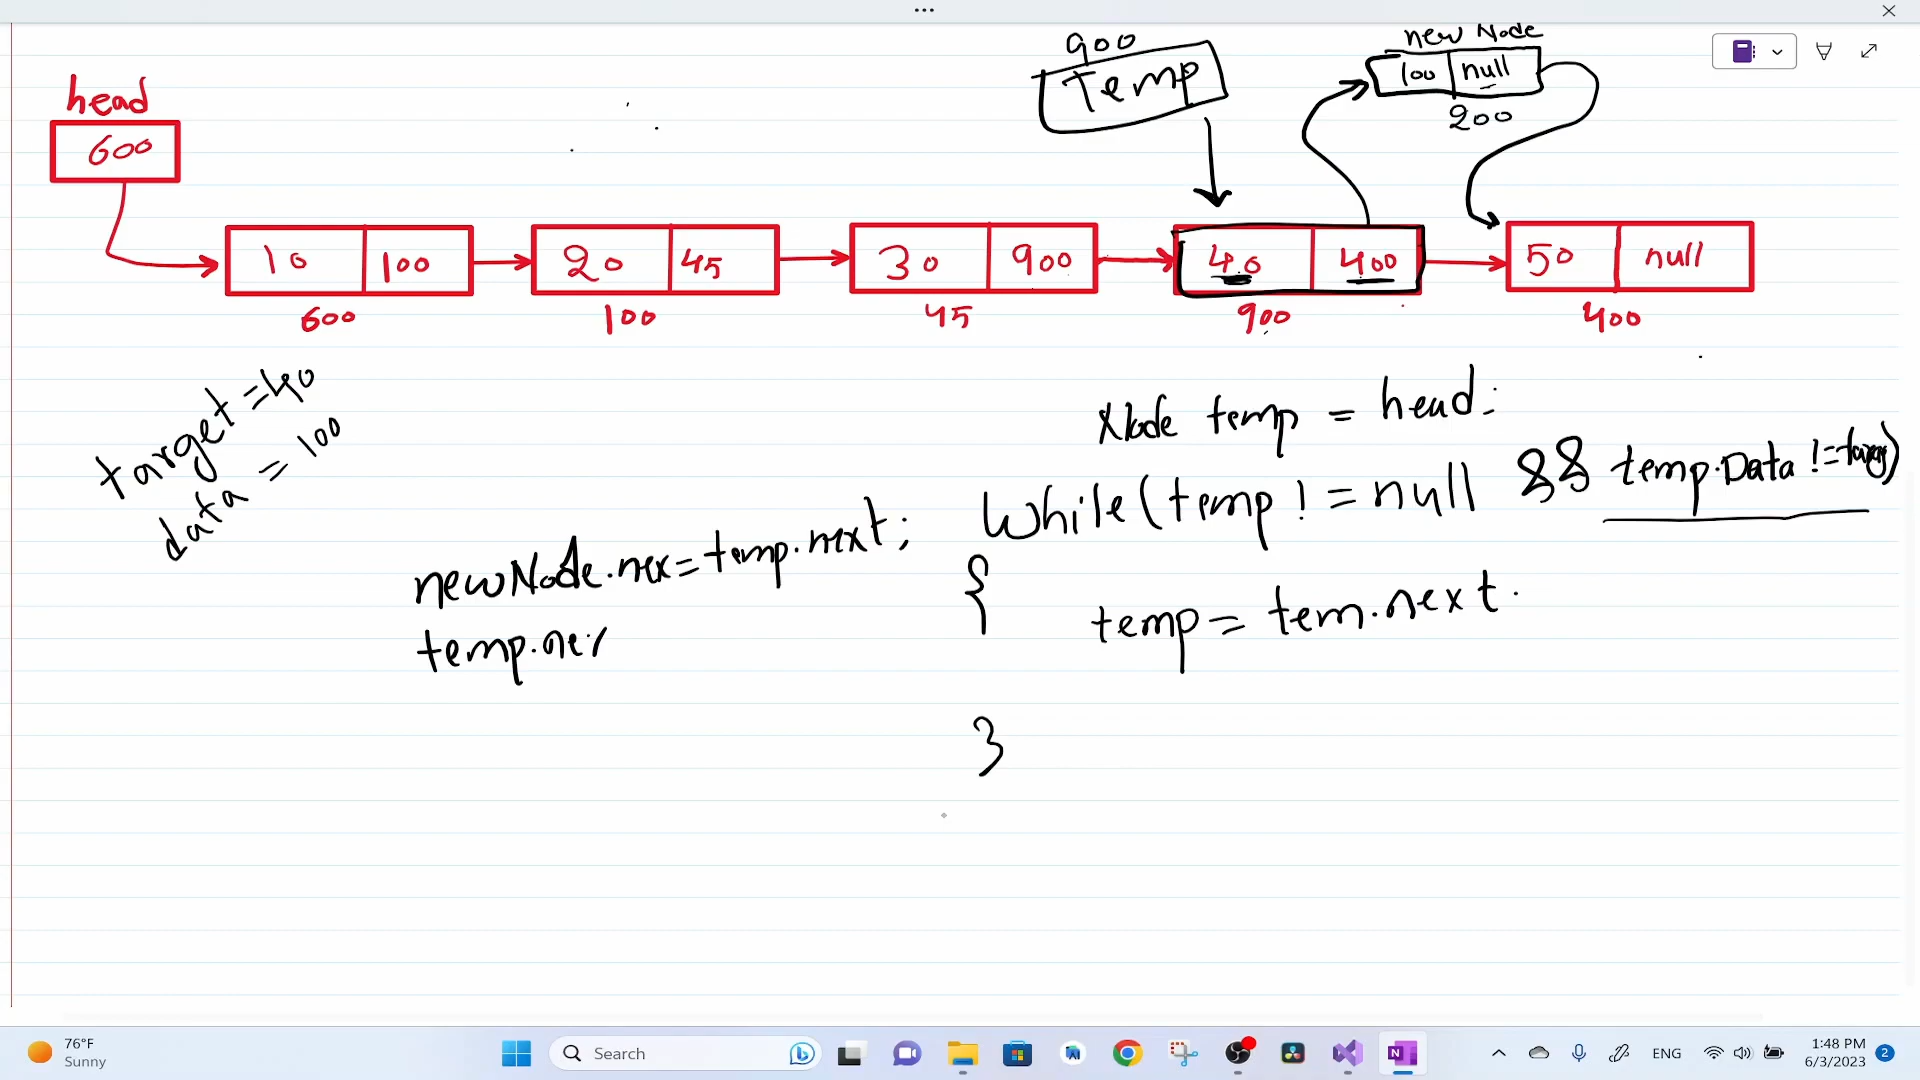 900
new Node
head
Temp
100 null
600
200
10 100
20 45
30 900
40 400
50 null
600
100
45
900
400
target = 40
data = 100
Node temp = head;
While(temp != null && temp.Data !=
newNode.nex=temp.next;
{
temp = tem.next.
temp.nex
}
76°F
Sunny
Search
ENG
1:48 PM
6/3/2023
2